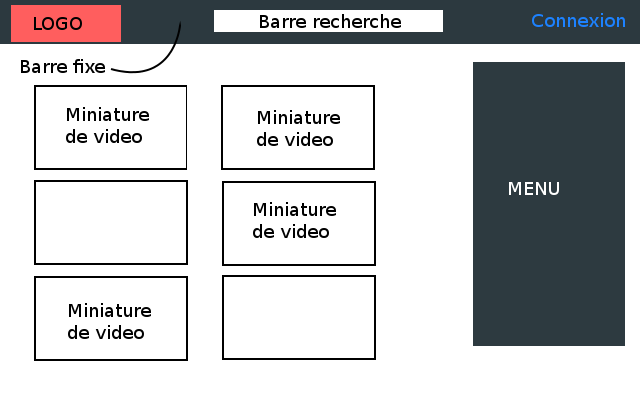 LOGO
Barre recherche
Connexion
Barre fixe
Miniature
de video
Miniature
de video
MENU
Miniature
de video
Miniature
de video